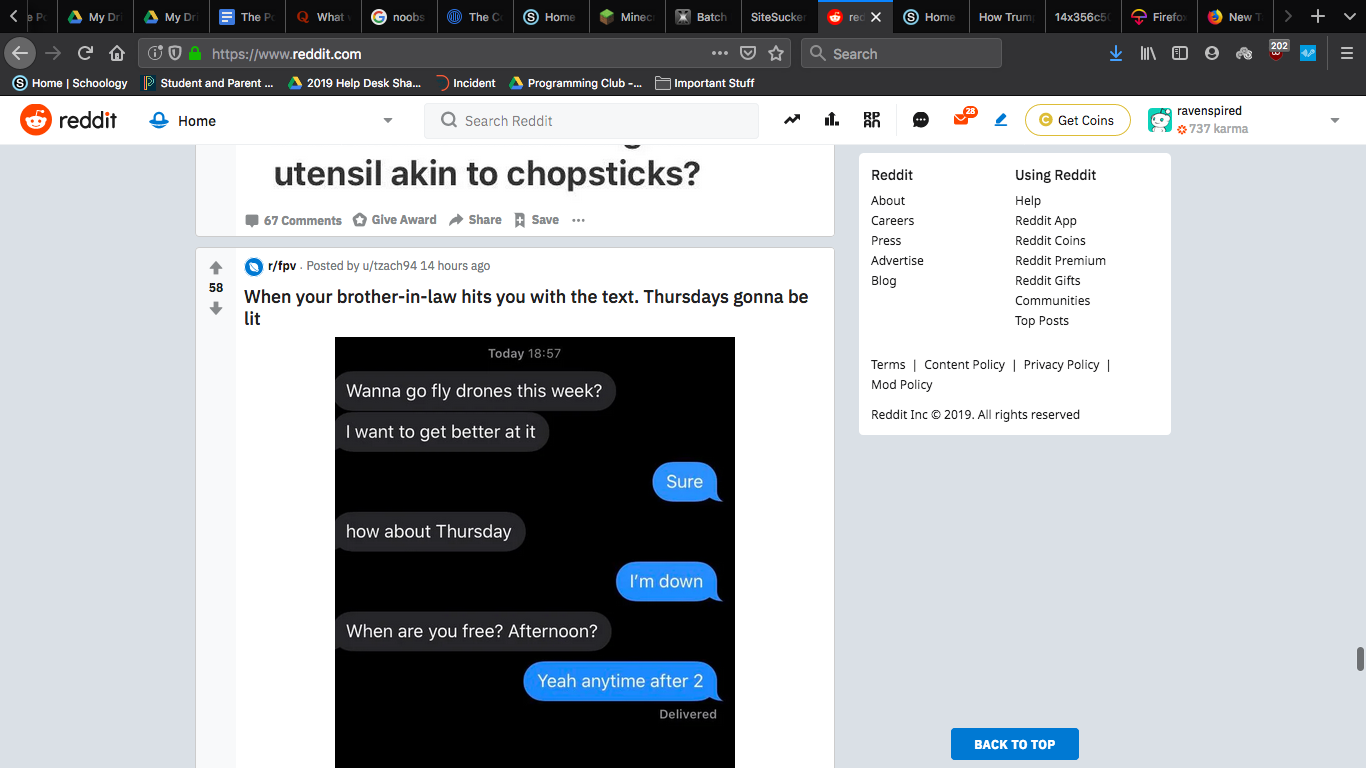 e Po
My Dri
My Dri
The Po
What
noobs
The Co
Home
Minec
Batch
SiteSucker
red
Home
How Trump
14x356c50
Firefox
New T
https://www.reddit.com
Search
202
Home | Schoology
Student and Parent ...
2019 Help Desk Sha...
Incident
Programming Club -...
Important Stuff
reddit
Home
Search Reddit
28
Get Coins
ravenspired
737 karma
utensil akin to chopsticks?
67 Comments
Give Award
Share
Save
r/fpv · Posted by u/tzach94 14 hours ago
58
When your brother-in-law hits you with the text. Thursdays gonna be
lit
Today 18:57
Wanna go fly drones this week?
I want to get better at it
Sure
how about Thursday
I'm down
When are you free? Afternoon?
Yeah anytime after 2
Delivered
Reddit
About
Careers
Press
Advertise
Blog
Using Reddit
Help
Reddit App
Reddit Coins
Reddit Premium
Reddit Gifts
Communities
Top Posts
Terms | Content Policy | Privacy Policy |
Mod Policy
Reddit Inc © 2019. All rights reserved
BACK TO TOP